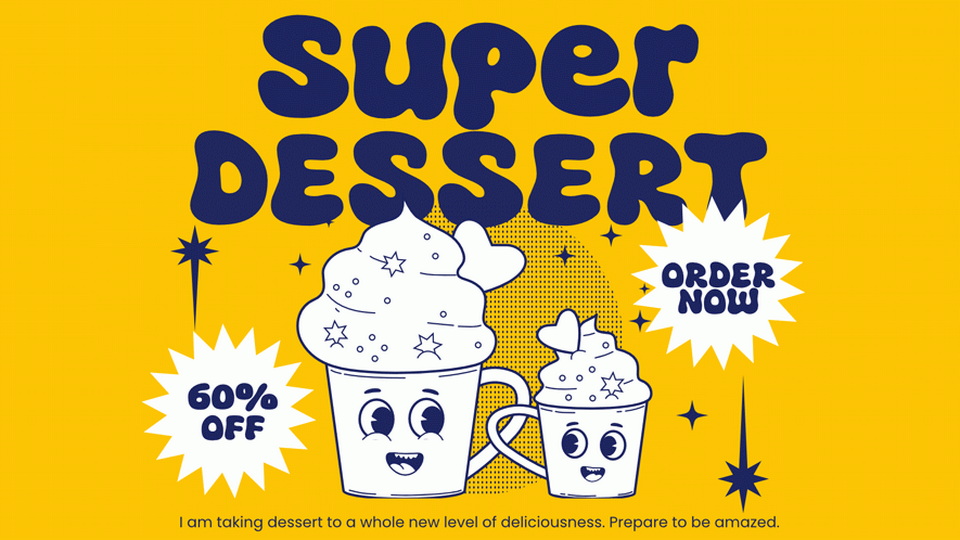 Super
DESSERT
ORDER
NOW
60%
OFF
I am taking dessert to a whole new level of deliciousness. Prepare to be amazed.